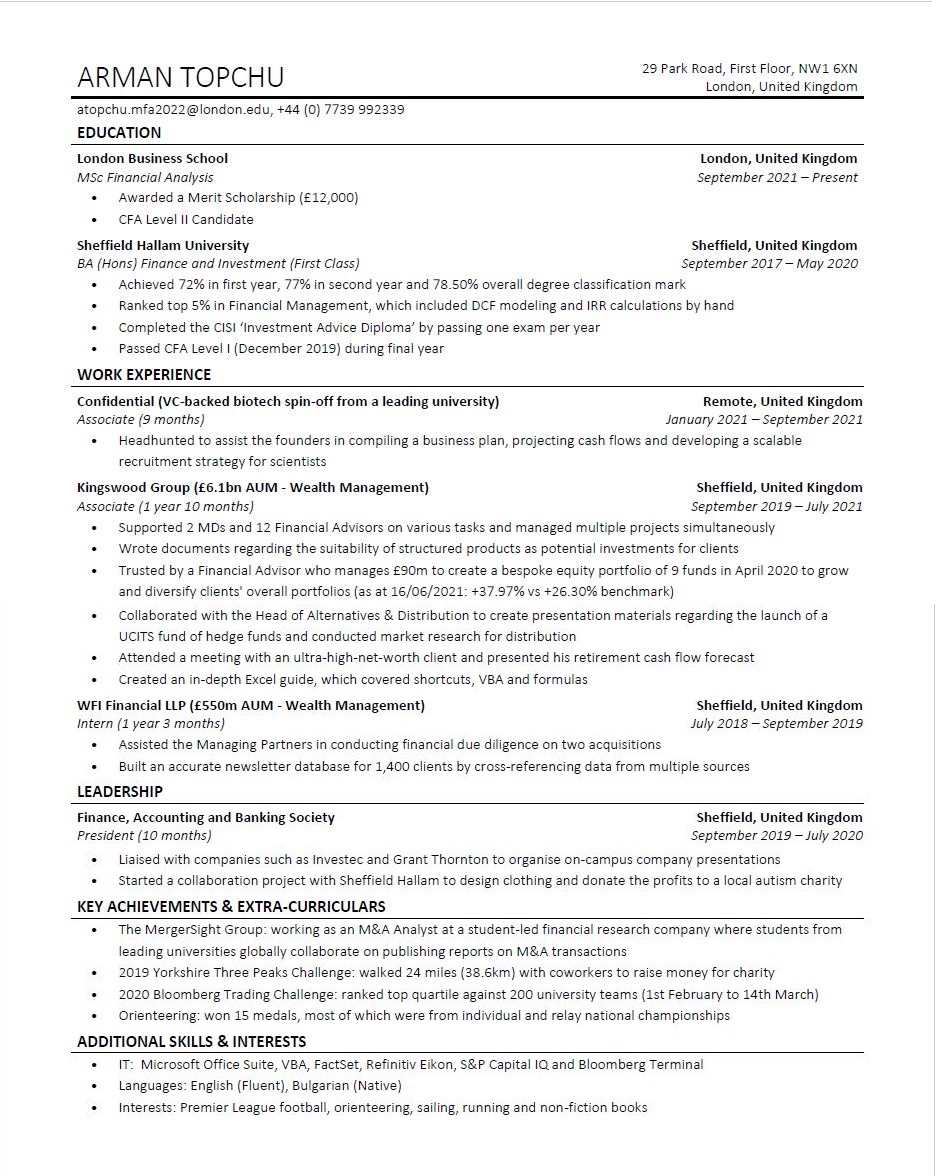 ARMAN TOPCHU
29 Park Road, First Floor, NW1 6XN
London, United Kingdom
atopchu.mfa2022@london.edu, +44 (0) 7739 992339
EDUCATION
London Business School London, United Kingdom
MSc Financial Analysis September 2021 – Present
• Awarded a Merit Scholarship (£12,000)
• CFA Level II Candidate
Sheffield Hallam University Sheffield, United Kingdom
BA (Hons) Finance and Investment (First Class) September 2017 – May 2020
• Achieved 72% in first year, 77% in second year and 78.50% overall degree classification mark
• Ranked top 5% in Financial Management, which included DCF modeling and IRR calculations by hand
• Completed the CISI ‘Investment Advice Diploma’ by passing one exam per year
• Passed CFA Level I (December 2019) during final year
WORK EXPERIENCE
Confidential (VC-backed biotech spin-off from a leading university) Remote, United Kingdom
Associate (9 months) January 2021 – September 2021
• Headhunted to assist the founders in compiling a business plan, projecting cash flows and developing a scalable
recruitment strategy for scientists
Kingswood Group (£6.1bn AUM - Wealth Management) Sheffield, United Kingdom
Associate (1 year 10 months) September 2019 – July 2021
• Supported 2 MDs and 12 Financial Advisors on various tasks and managed multiple projects simultaneously
• Wrote documents regarding the suitability of structured products as potential investments for clients
• Trusted by a Financial Advisor who manages £90m to create a bespoke equity portfolio of 9 funds in April 2020 to grow
and diversify clients' overall portfolios (as at 16/06/2021: +37.97% vs +26.30% benchmark)
• Collaborated with the Head of Alternatives & Distribution to create presentation materials regarding the launch of a
UCITS fund of hedge funds and conducted market research for distribution
• Attended a meeting with an ultra-high-net-worth client and presented his retirement cash flow forecast
• Created an in-depth Excel guide, which covered shortcuts, VBA and formulas
WFI Financial LLP (£550m AUM - Wealth Management) Sheffield, United Kingdom
Intern (1 year 3 months) July 2018 – September 2019
• Assisted the Managing Partners in conducting financial due diligence on two acquisitions
• Built an accurate newsletter database for 1,400 clients by cross-referencing data from multiple sources
LEADERSHIP
Finance, Accounting and Banking Society Sheffield, United Kingdom
President (10 months) September 2019 – July 2020
• Liaised with companies such as Investec and Grant Thornton to organise on-campus company presentations
• Started a collaboration project with Sheffield Hallam to design clothing and donate the profits to a local autism charity
KEY ACHIEVEMENTS & EXTRA-CURRICULARS
• The MergerSight Group: working as an M&A Analyst at a student-led financial research company where students from
leading universities globally collaborate on publishing reports on M&A transactions
• 2019 Yorkshire Three Peaks Challenge: walked 24 miles (38.6km) with coworkers to raise money for charity
• 2020 Bloomberg Trading Challenge: ranked top quartile against 200 university teams (1st February to 14th March)
• Orienteering: won 15 medals, most of which were from individual and relay national championships
ADDITIONAL SKILLS & INTERESTS
• IT: Microsoft Office Suite, VBA, FactSet, Refinitiv Eikon, S&P Capital IQ and Bloomberg Terminal
• Languages: English (Fluent), Bulgarian (Native)
• Interests: Premier League football, orienteering, sailing, running and non-fiction books